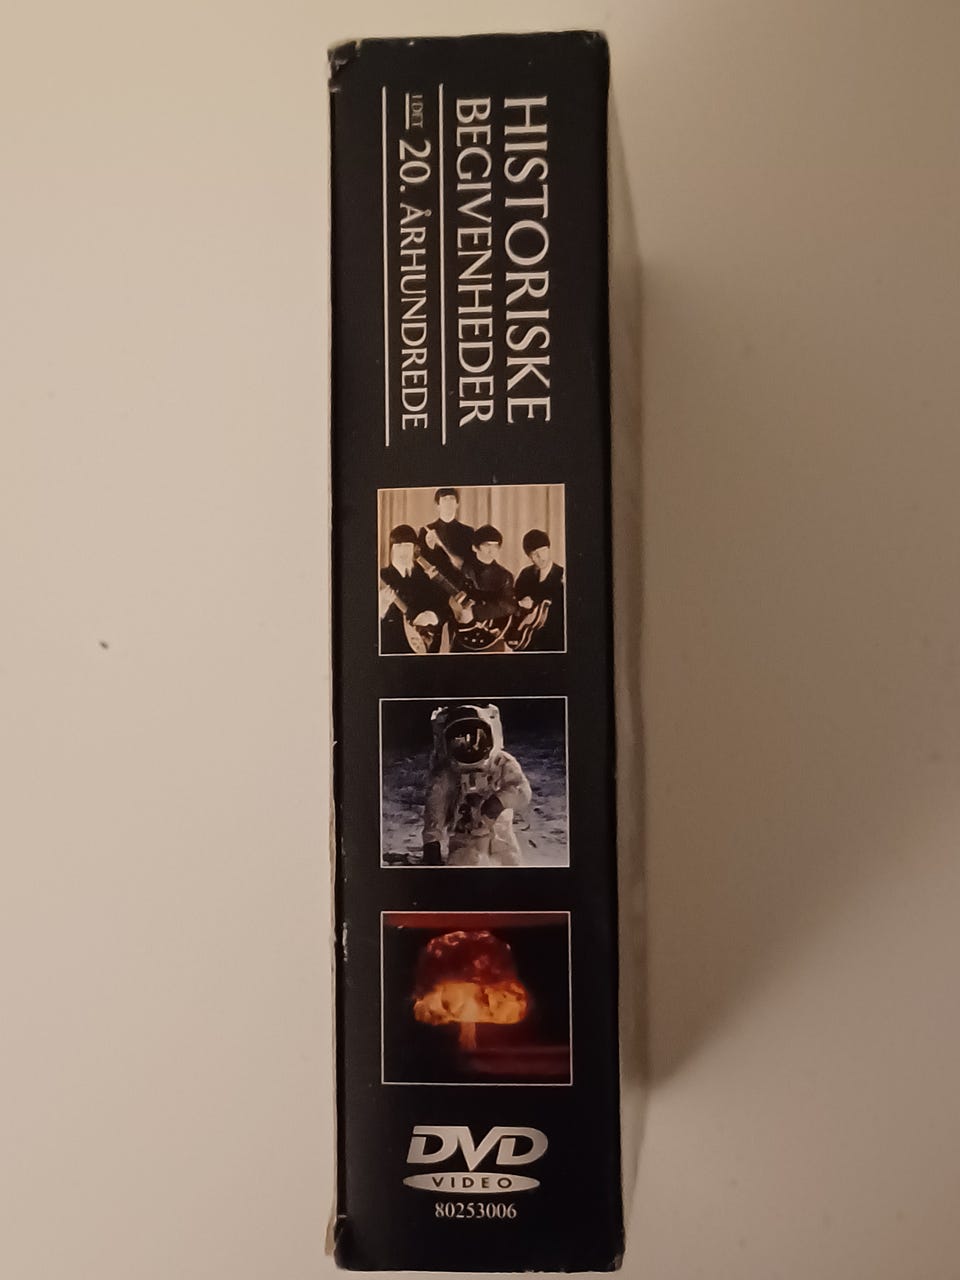 HISTORISKE
BEGIVENHEDER
I DET 20. ÅRHUNDREDE
DVD
VIDEO
80253006